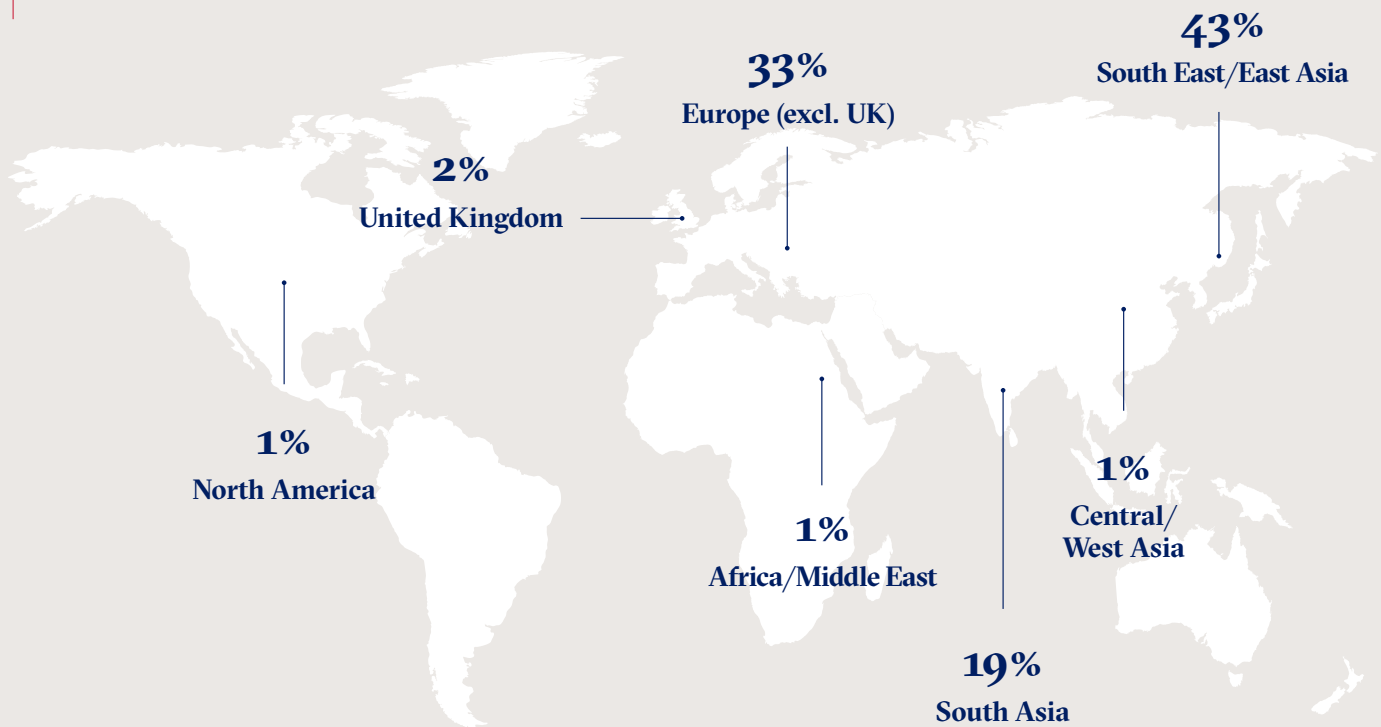 43%
South East/East Asia
33%
Europe (excl. UK)
2%
United Kingdom
1%
North America
1%
Africa/Middle East
1%
Central/
West Asia
19%
South Asia